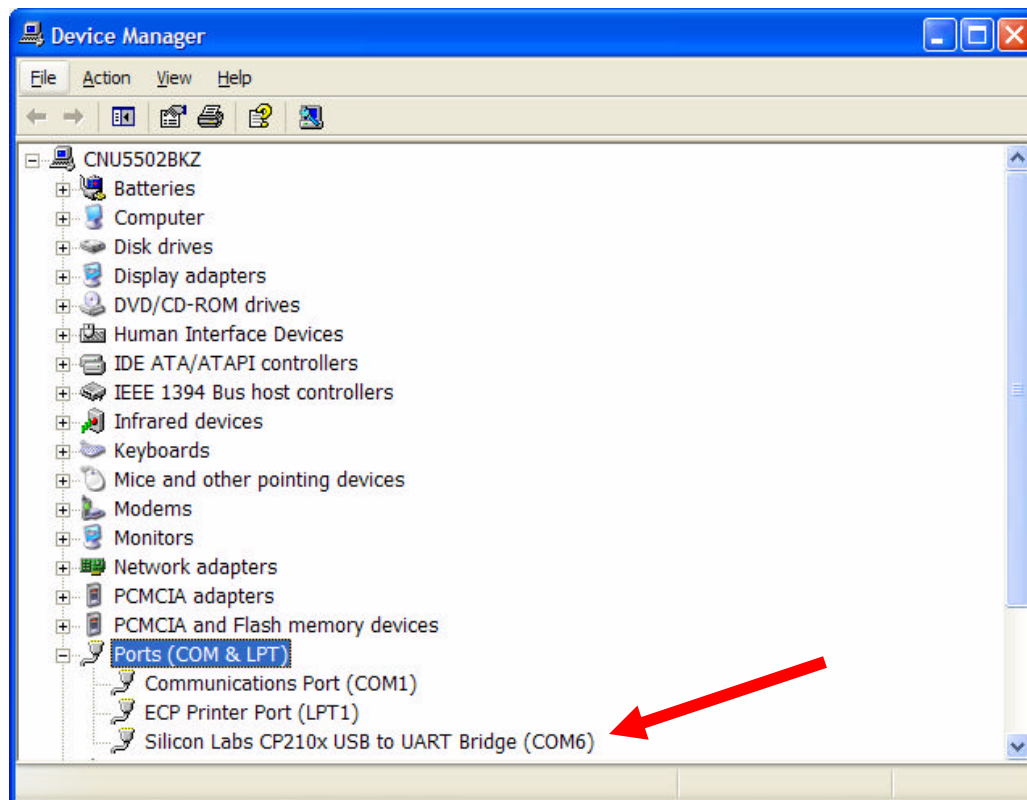 Device Manager
File Action View Help
CNU5502BKZ
Batteries
Computer
Disk drives
Display adapters
DVD/CD-ROM drives
Human Interface Devices
IDE ATA/ATAPI controllers
IEEE 1394 Bus host controllers
Infrared devices
Keyboards
Mice and other pointing devices
Modems
Monitors
Network adapters
PCMCIA adapters
PCMCIA and Flash memory devices
Ports (COM & LPT)
Communications Port (COM1)
ECP Printer Port (LPT1)
Silicon Labs CP210x USB to UART Bridge (COM6)